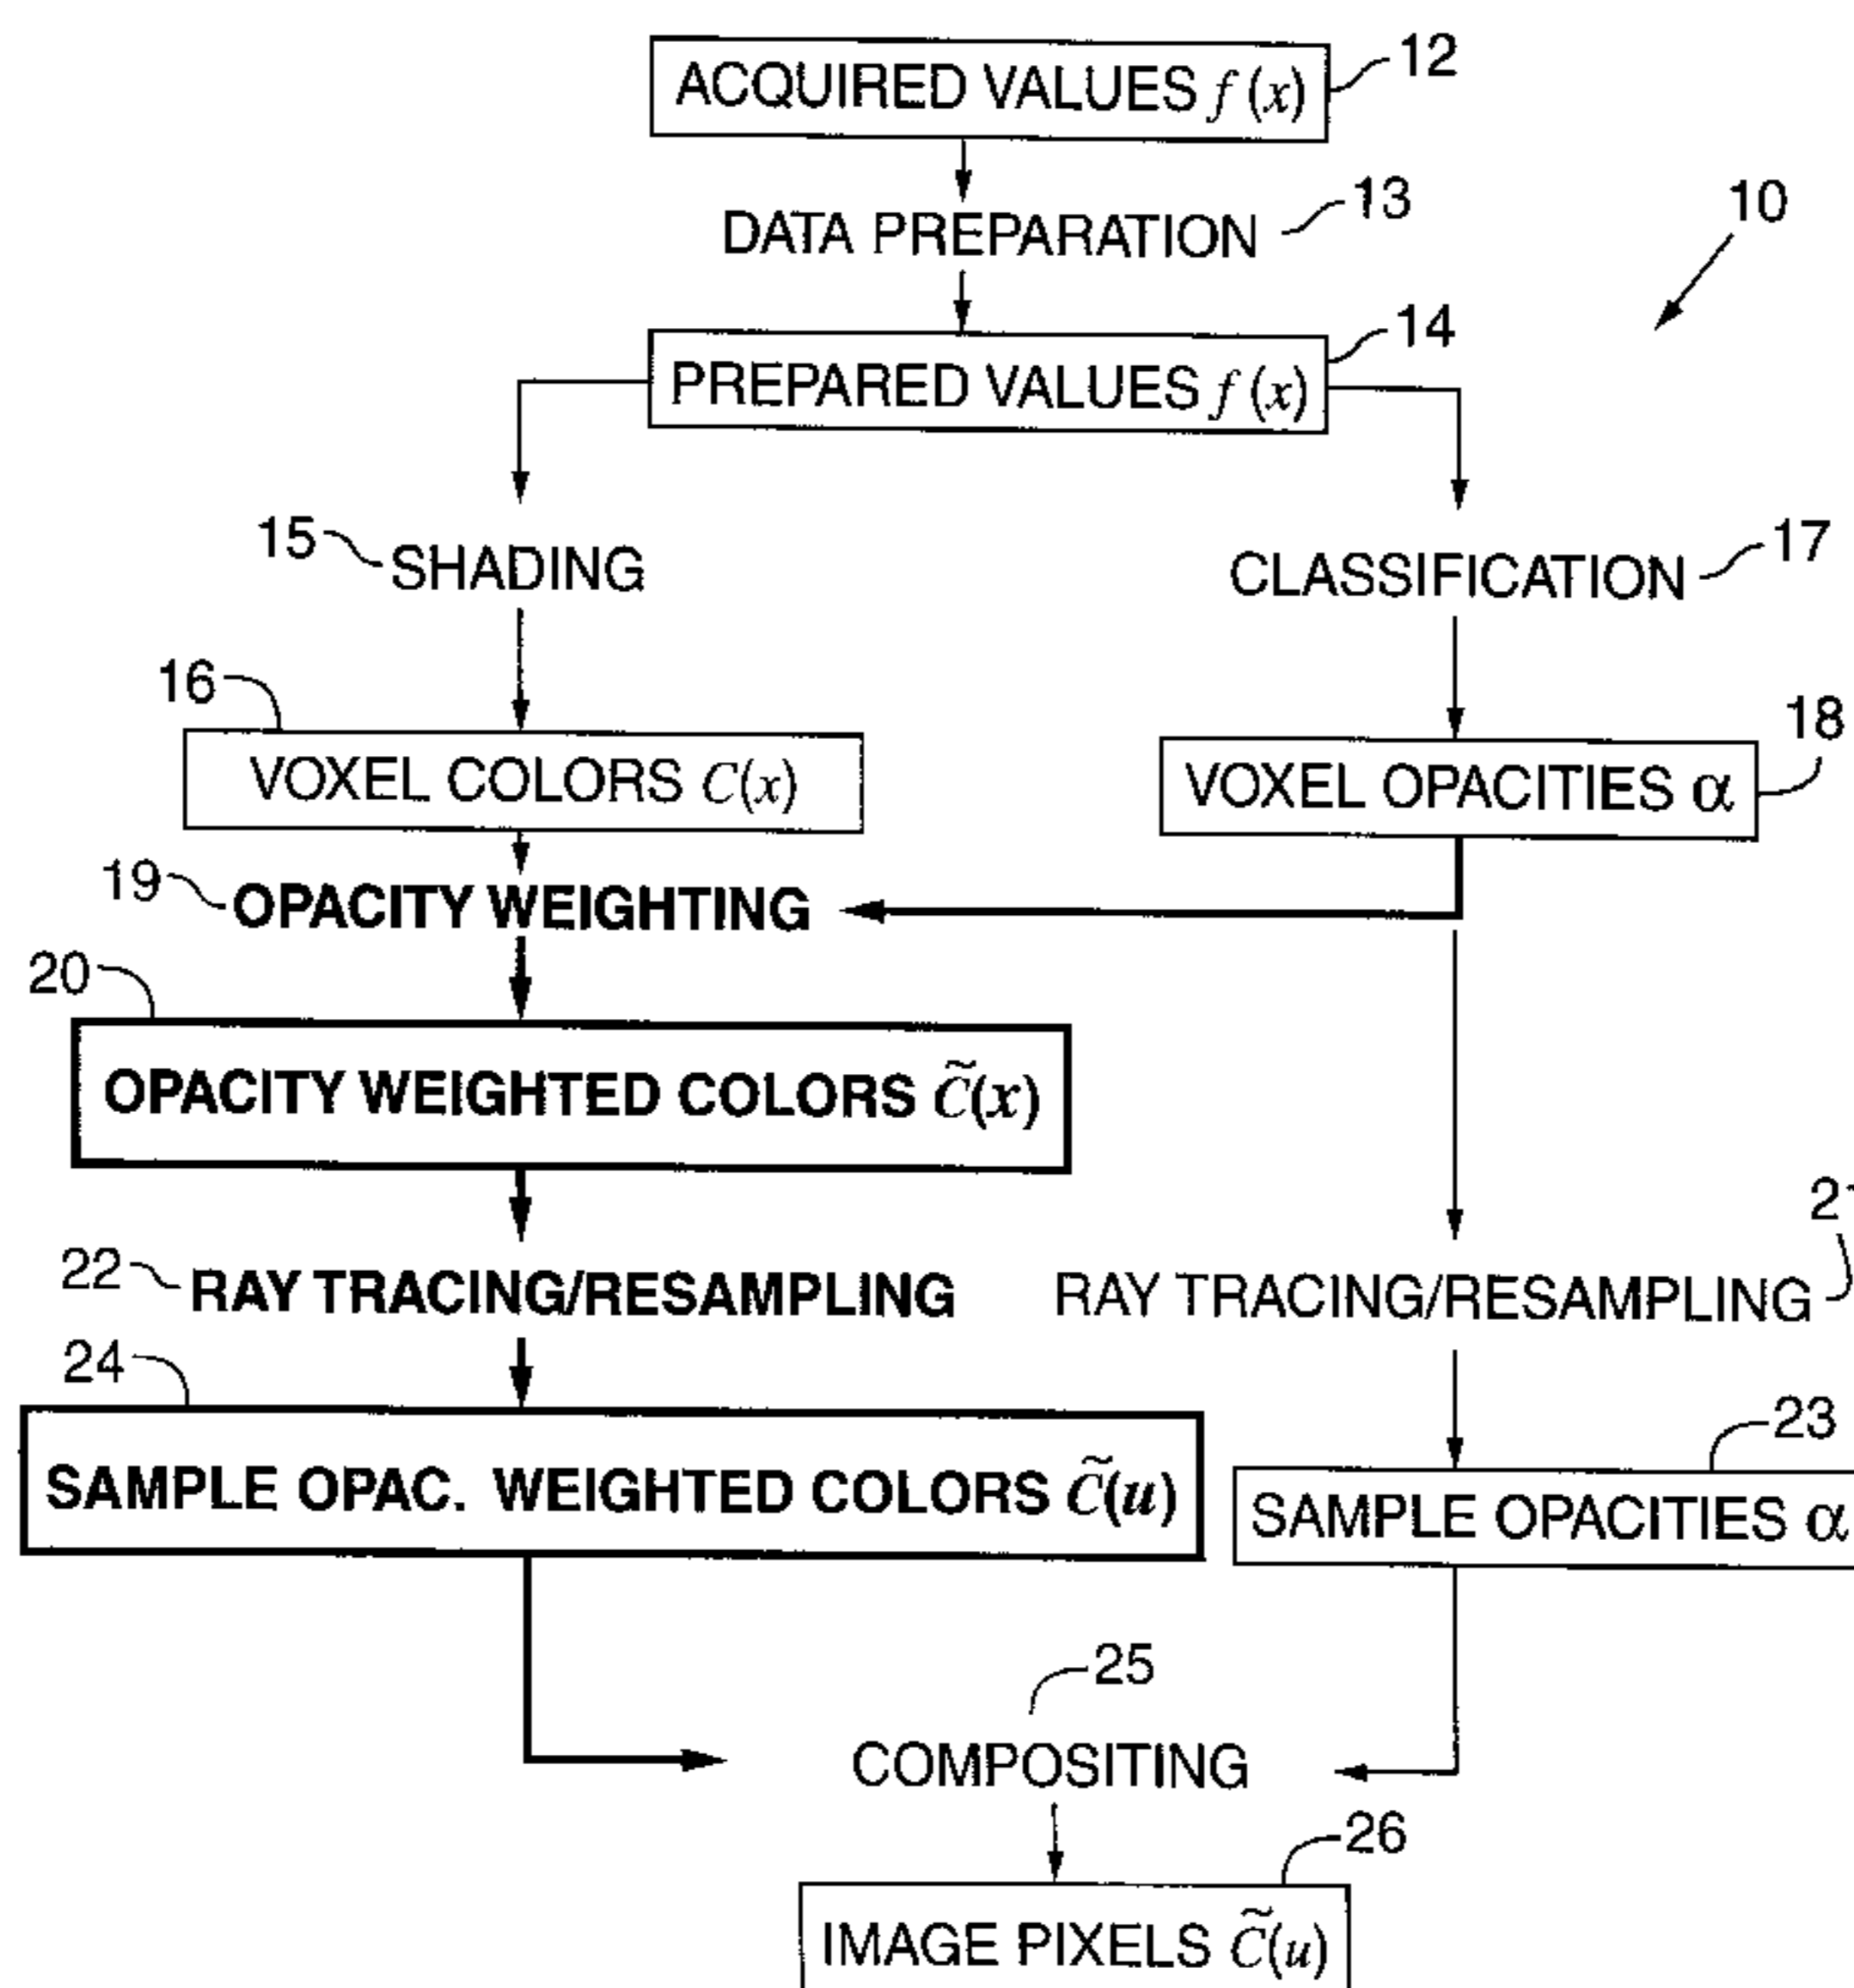 12
ACQUIRED VALUES f (x)
13
DATA PREPARATION
10
14
PREPARED VALUES f (x)
15
SHADING
17
CLASSIFICATION
16
VOXEL COLORS C(x)
18
VOXEL OPACITIES α
19
OPACITY WEIGHTING
20
OPACITY WEIGHTED COLORS C̃(x)
22
RAY TRACING/RESAMPLING
RAY TRACING/RESAMPLING
24
SAMPLE OPAC. WEIGHTED COLORS C̃(u)
23
SAMPLE OPACITIES α
25
COMPOSITING
26
IMAGE PIXELS C̃(u)